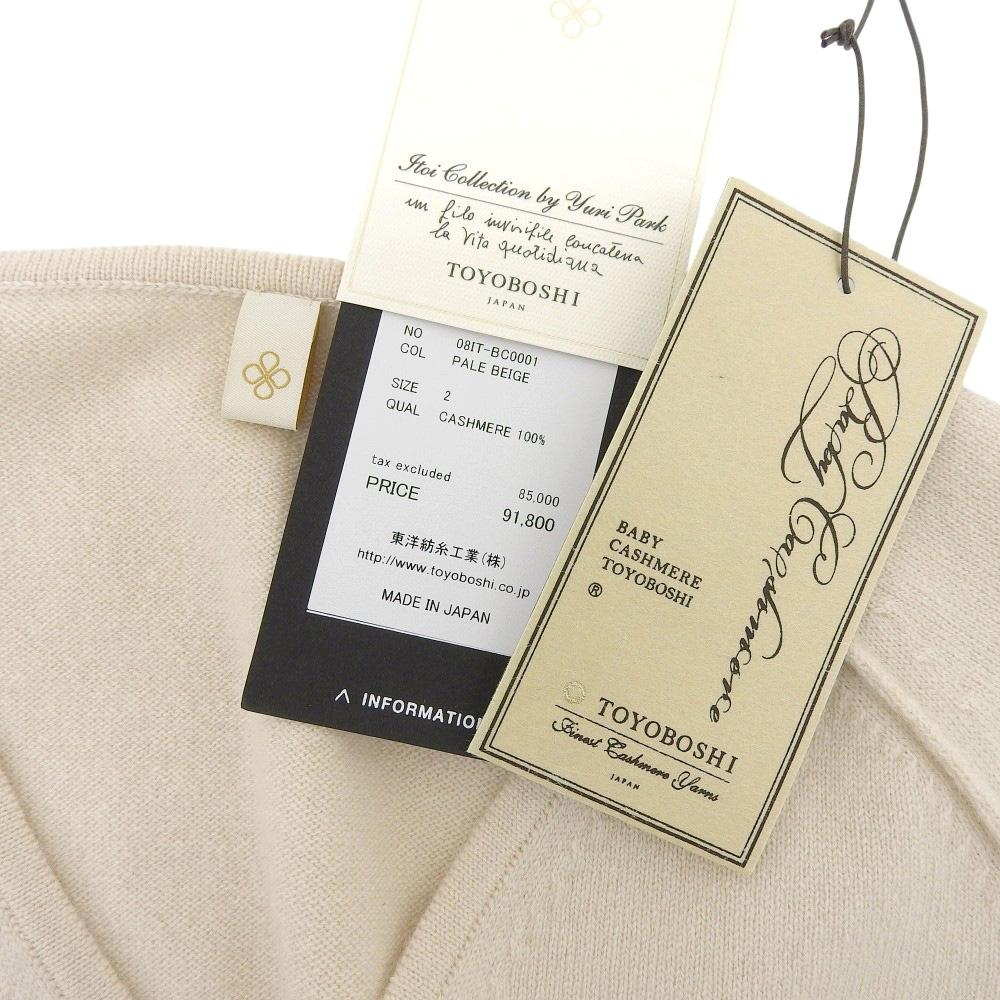 Itoi Collection by Yuri Park
un filo invisibile concatena
la vita quotidiana
TOYOBOSHI
JAPAN
NO 08IT-BC0001
COL PALE BEIGE
SIZE 2
QUAL CASHMERE 100%
tax excluded 85,000
PRICE 91,800
東洋紡糸工業(株)
http://www.toyoboshi.co.jp
MADE IN JAPAN
INFORMATIO
Baby Cashmere
BABY
CASHMERE
TOYOBOSHI
®
TOYOBOSHI
Finest Cashmere Yarns
JAPAN